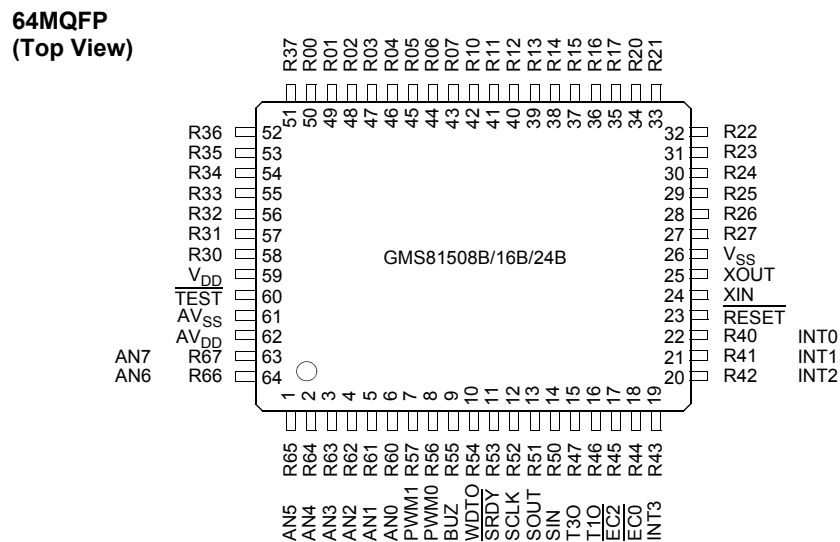 64MQFP
(Top View)
R37 R00 R01 R02 R03 R04 R05 R06 R07 R10 R11 R12 R13 R14 R15 R16 R17 R20 R21
51 50 49 48 47 46 45 44 43 42 41 40 39 38 37 36 35 34 33
R36 52 32 R22
R35 53 31 R23
R34 54 30 R24
R33 55 29 R25
R32 56 28 R26
R31 57 27 R27
R30 58 GMS81508B/16B/24B 26 VSS
VDD 59 25 XOUT
TEST 60 24 XIN
AVSS 61 23 RESET
AVDD 62 22 R40 INT0
AN7 R67 63 21 R41 INT1
AN6 R66 64 20 R42 INT2
1 2 3 4 5 6 7 8 9 10 11 12 13 14 15 16 17 18 19
R65 R64 R63 R62 R61 R60 R57 R56 R55 R54 R53 R52 R51 R50 R47 R46 R45 R44 R43
AN5 AN4 AN3 AN2 AN1 AN0 PWM1 PWM0 BUZ WDTO SRDY SCLK SOUT SIN T3O T1O EC2 EC0 INT3